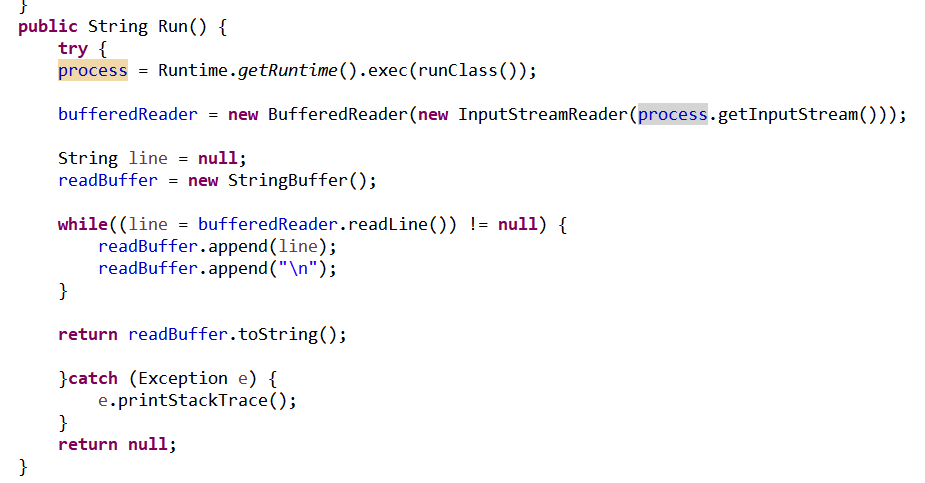 }
public String Run() {
try {
process = Runtime.getRuntime().exec(runClass());
bufferedReader = new BufferedReader(new InputStreamReader(process.getInputStream()));
String line = null;
readBuffer = new StringBuffer();
while((line = bufferedReader.readLine()) != null) {
readBuffer.append(line);
readBuffer.append("\n");
}
return readBuffer.toString();
}catch (Exception e) {
e.printStackTrace();
}
return null;
}